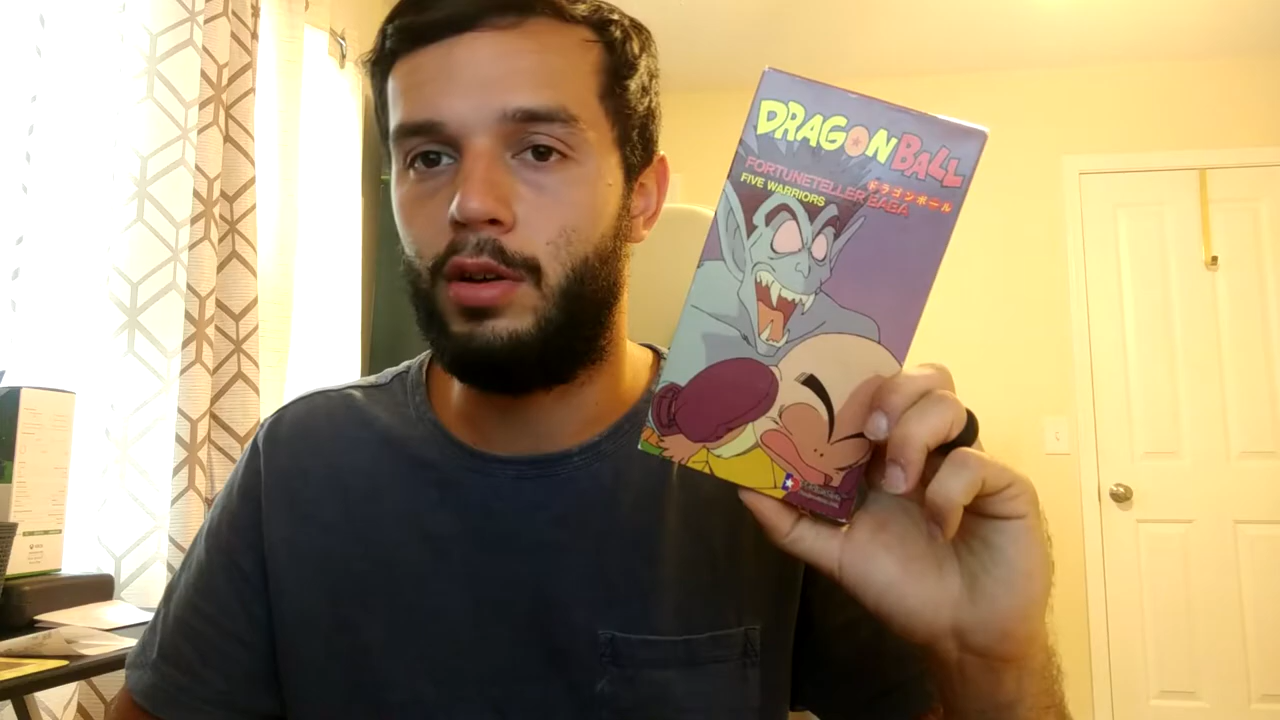 DRAGON BALL
FORTUNETELLER BABA
ドラゴンボール
FIVE WARRIORS